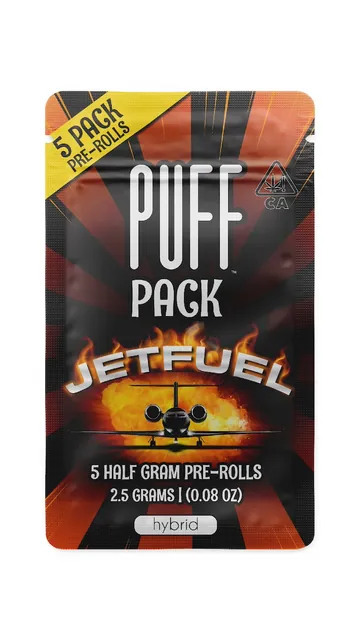 5 PACK
PRE-ROLLS
PUFF
™
PACK
CA
JETFUEL
5 HALF GRAM PRE-ROLLS
2.5 GRAMS | (0.08 OZ)
hybrid